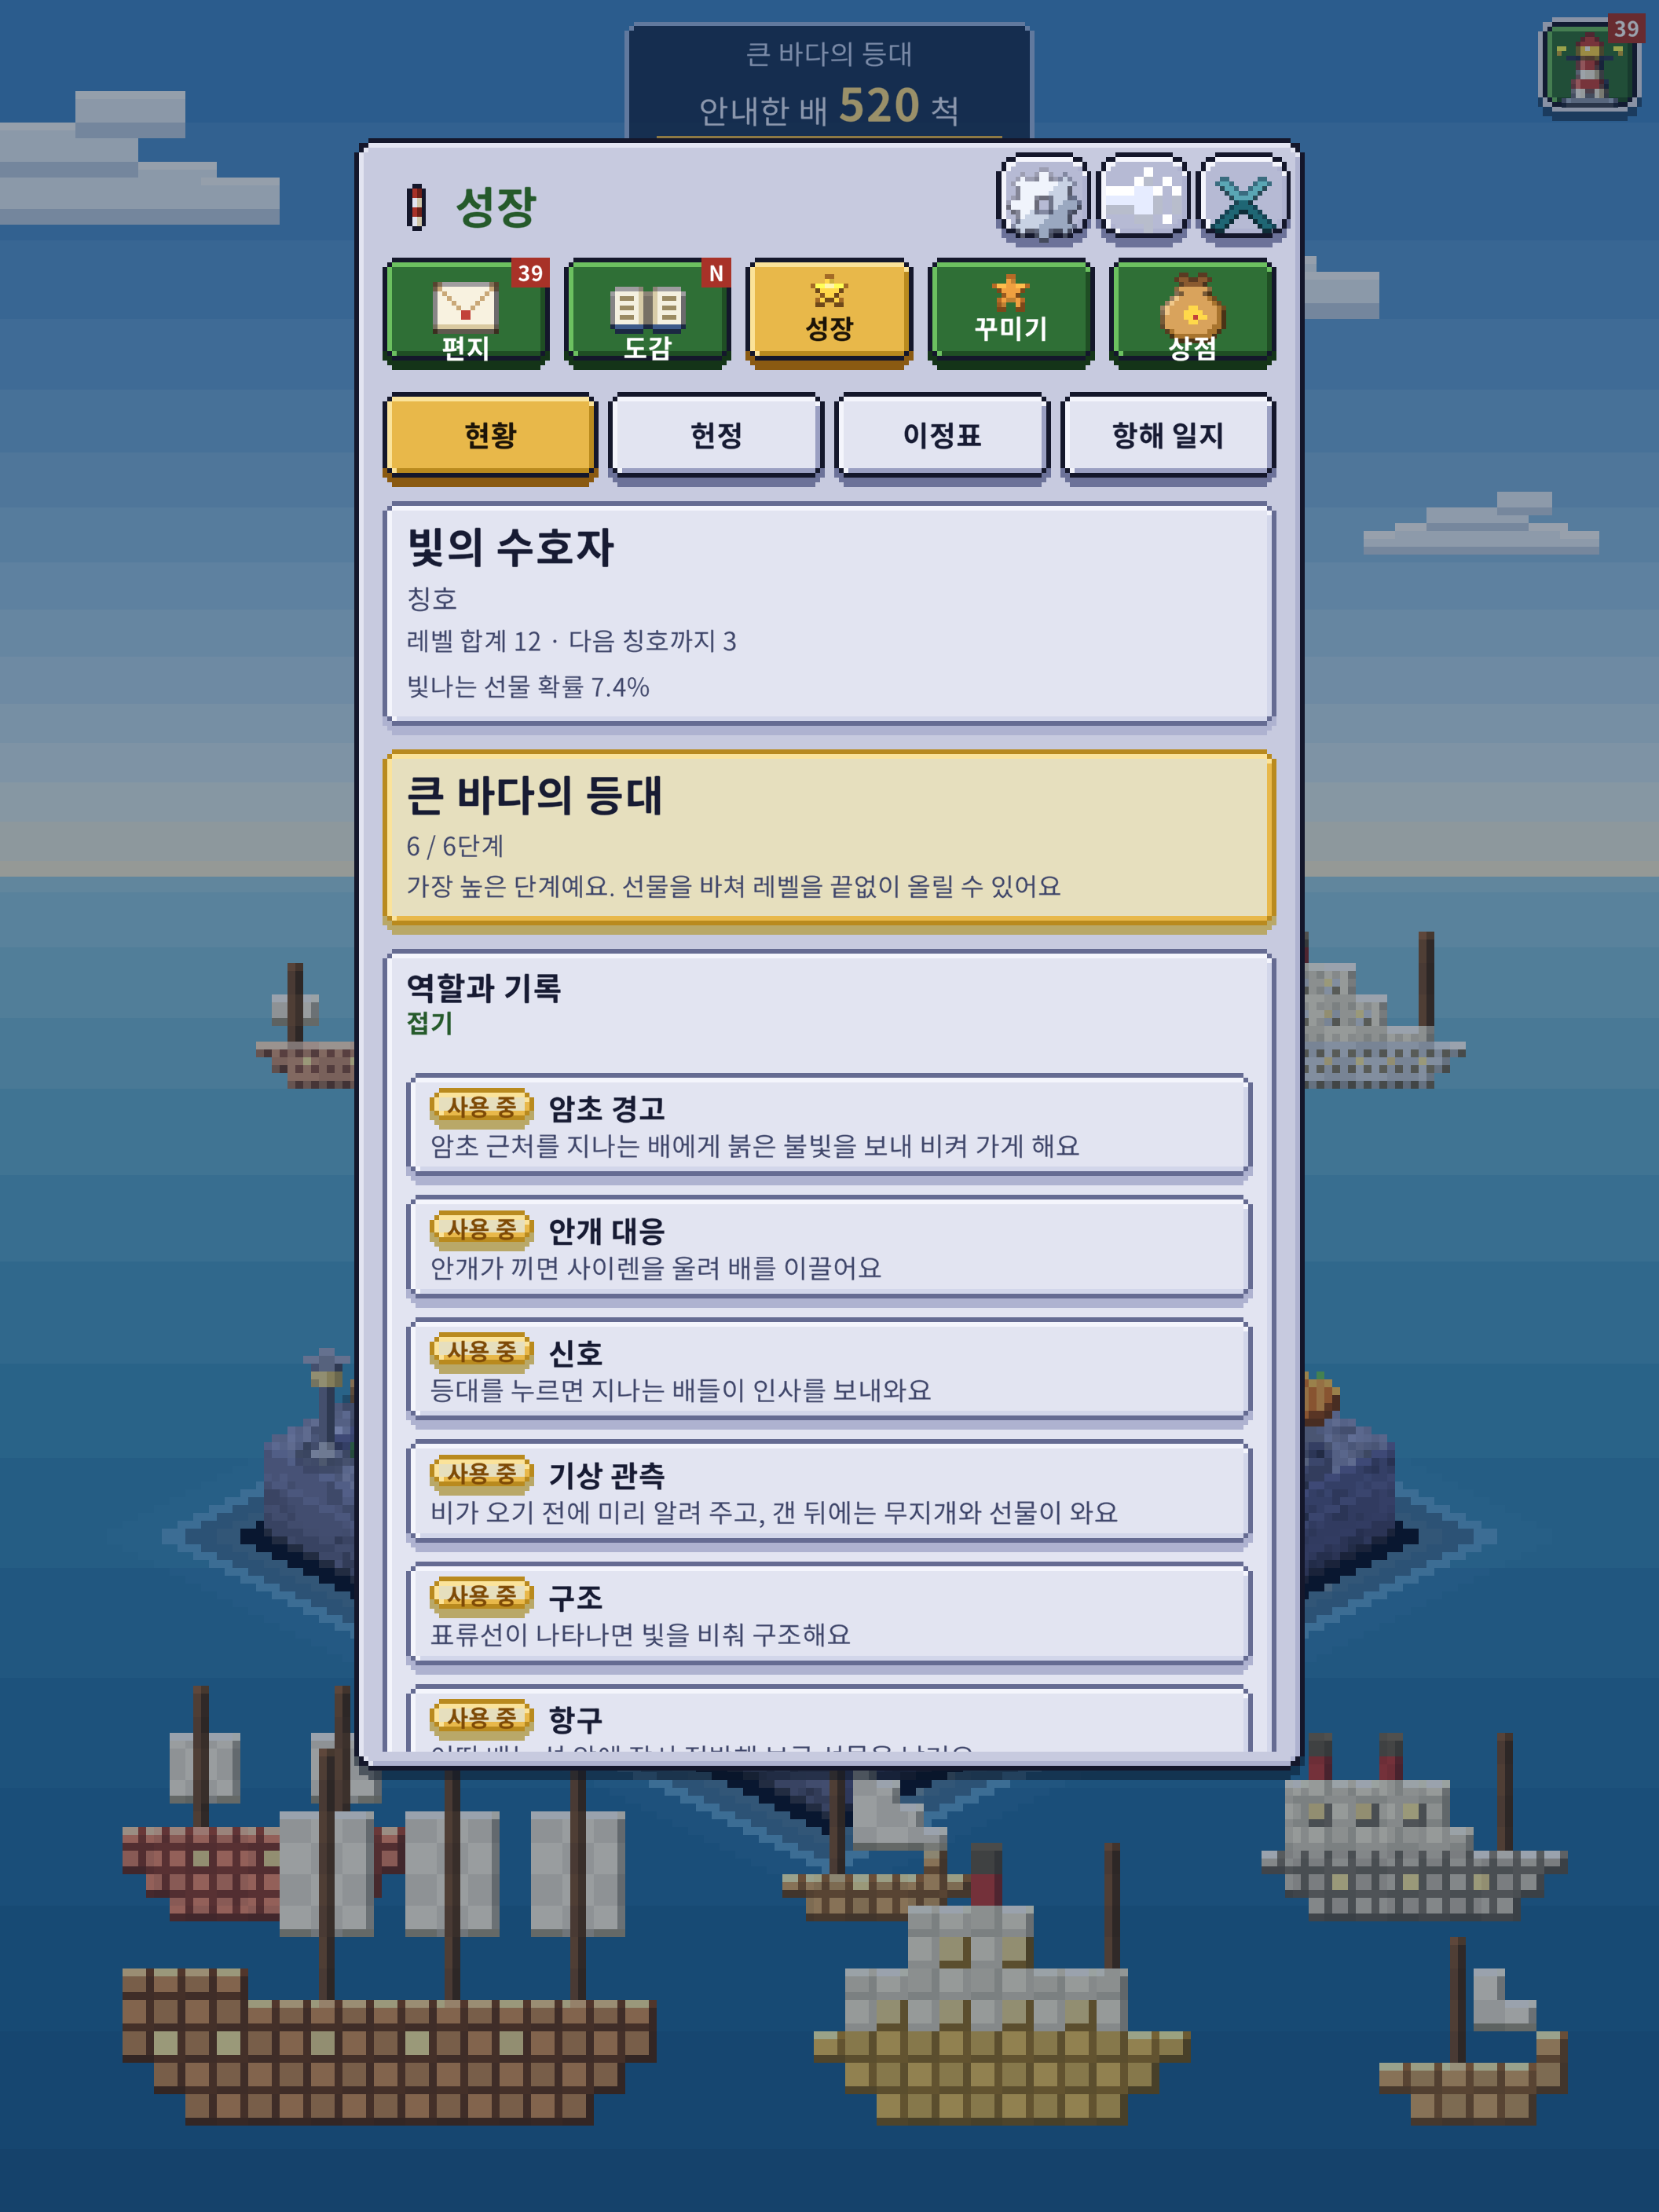 큰 바다의 등대
안내한 배 520 척
39
성장
39
N
편지
도감
성장
꾸미기
상점
현황
헌정
이정표
항해 일지
빛의 수호자
칭호
레벨 합계 12 · 다음 칭호까지 3
빛나는 선물 확률 7.4%
큰 바다의 등대
6 / 6단계
가장 높은 단계예요. 선물을 바쳐 레벨을 끝없이 올릴 수 있어요
역할과 기록
접기
사용 중 암초 경고
암초 근처를 지나는 배에게 붉은 불빛을 보내 비켜 가게 해요
사용 중 안개 대응
안개가 끼면 사이렌을 울려 배를 이끌어요
사용 중 신호
등대를 누르면 지나는 배들이 인사를 보내와요
사용 중 기상 관측
비가 오기 전에 미리 알려 주고, 갠 뒤에는 무지개와 선물이 와요
사용 중 구조
표류선이 나타나면 빛을 비춰 구조해요
사용 중 항구